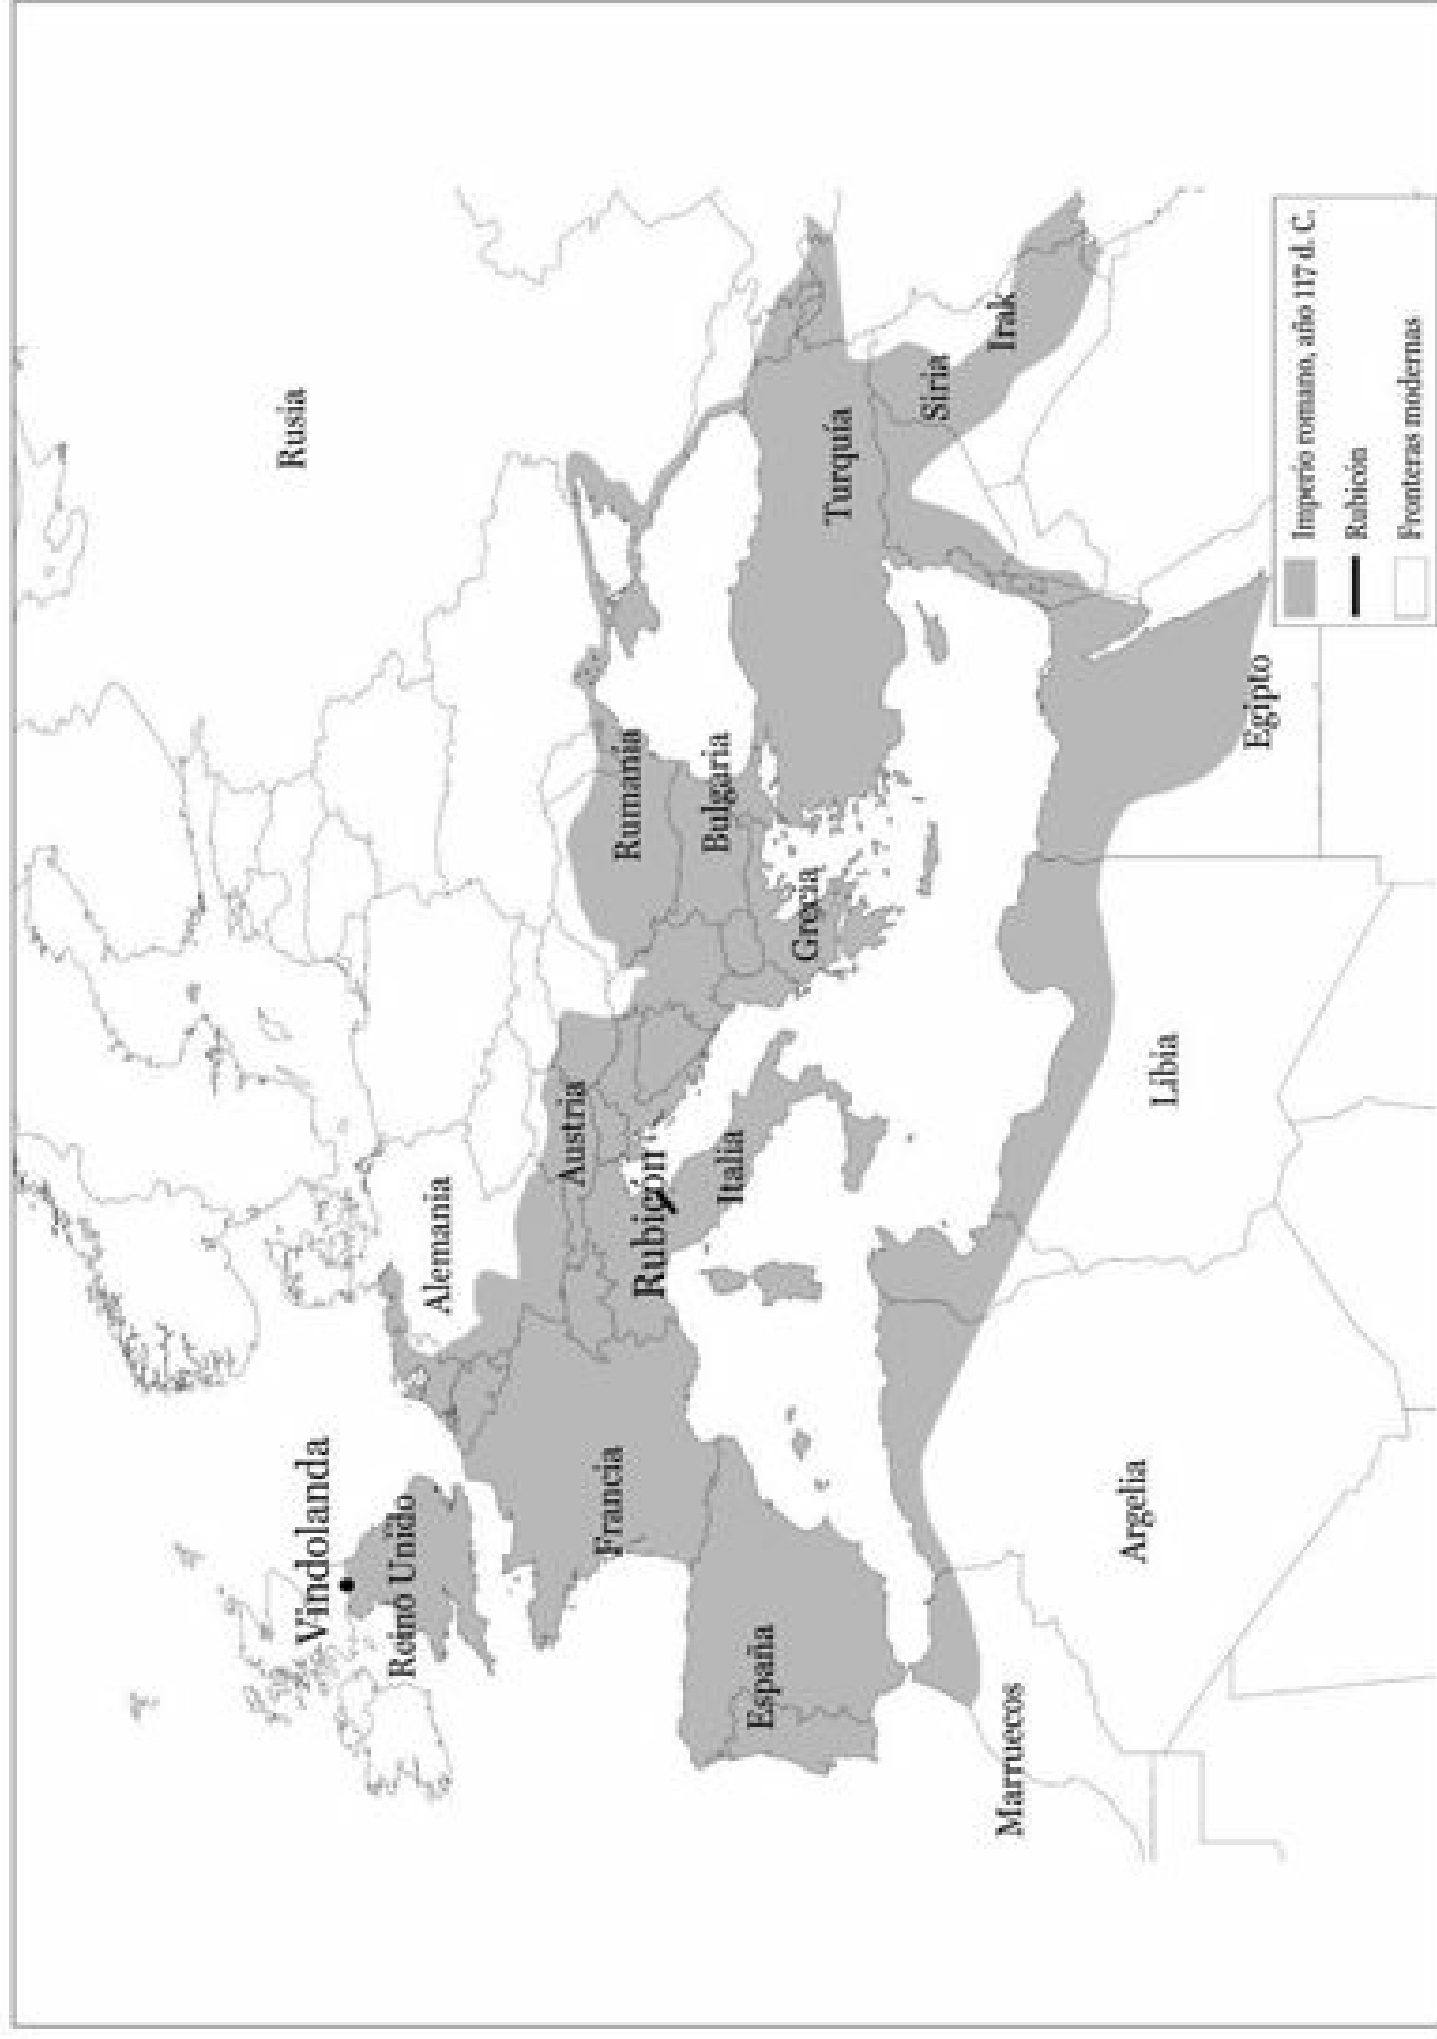 Rusia
Vindolanda
Reino Unido
Alemania
Austria
Francia
Rumanía
Rubicón
Bulgaria
Italia
España
Grecia
Turquía
Siria
Irak
Marruecos
Argelia
Libia
Egipto
Imperio romano, año 117 d. C.
Rubicón
Fronteras modernas